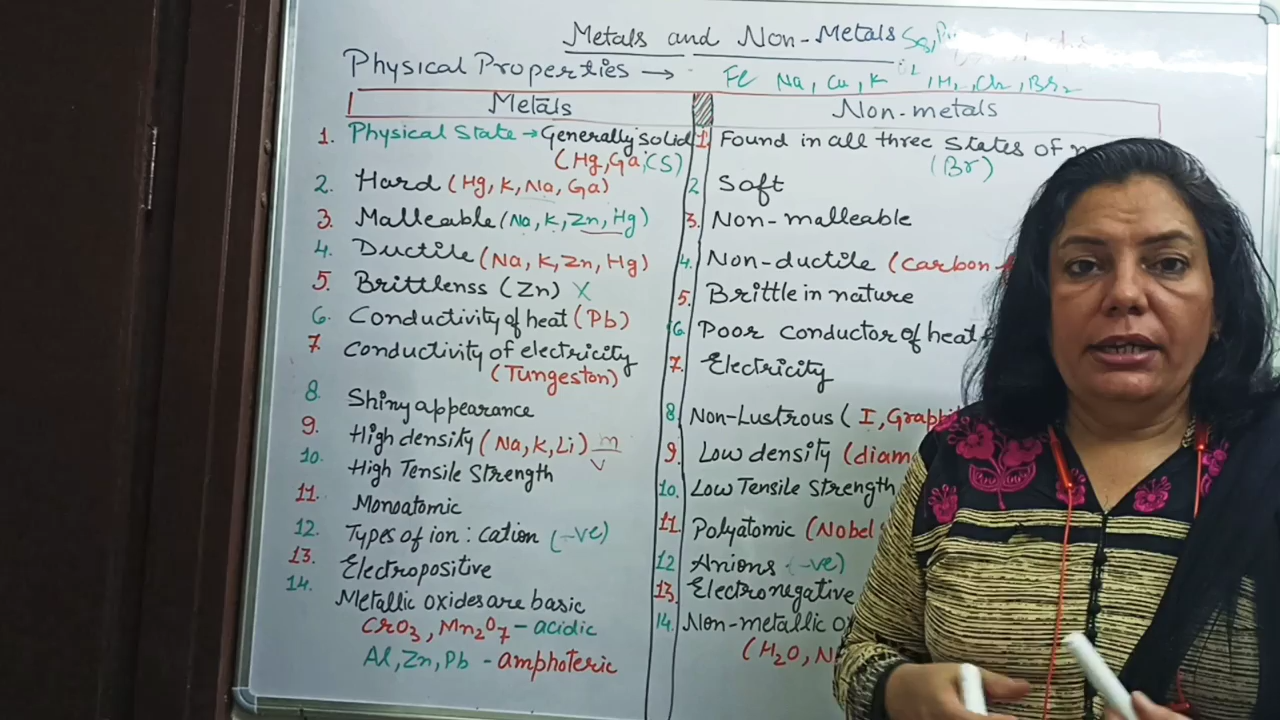 Metals and Non-Metals
Physical Properties → Fe Na, Cu, K , H2, Cl2, Br2
Metals
Non-metals
1. Physical State → Generally solid
(Hg, Ga, CS)
2. Hard (Hg, K, Na, Ga)
3. Malleable (Na, K, Zn, Hg)
4. Ductile (Na, K, Zn, Hg)
5. Brittlenss (Zn) X
6. Conductivity of heat (Pb)
7. Conductivity of electricity
(Tungeston)
8. Shiny appearance
9. High density (Na, K, Li) m/v
10. High Tensile Strength
11. Monoatomic
12. Types of ion : cation (-ve)
13. Electropositive
14. Metallic oxides are basic
CrO3, Mn2O7 - acidic
Al, Zn, Pb - amphoteric
1. Found in all three states of
(Br)
2. Soft
3. Non-malleable
4. Non-ductile (carbon
5. Brittle in nature
6. Poor conductor of heat
7. Electricity
8. Non-Lustrous (I, Graphi
9. Low density (diam
10. Low Tensile Strength
11. Polyatomic (Nobel
12 Anions (-ve)
13. Electronegative
14. Non-metallic
(H2O,